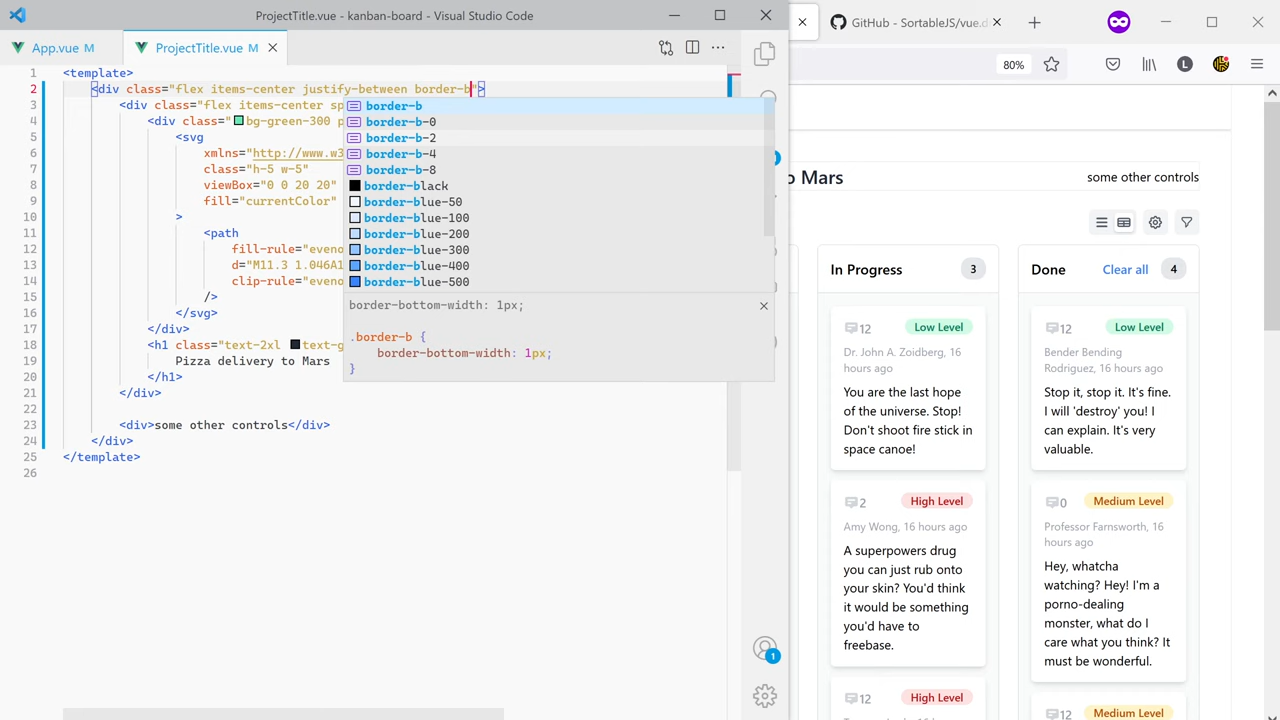 ProjectTitle.vue - kanban-board - Visual Studio Code
App.vue M
ProjectTitle.vue M
GitHub - SortableJS/vue.d
80%
L
1 <template>
2 <div class="flex items-center justify-between border-b">
3 <div class="flex items-center sp
4 <div class="bg-green-300 p
5 <svg
6 xmlns="http://www.w3
7 class="h-5 w-5"
8 viewBox="0 0 20 20"
9 fill="currentColor"
10 >
11 <path
12 fill-rule="eveno
13 d="M11.3 1.046A1
14 clip-rule="eveno
15 />
16 </svg>
17 </div>
18 <h1 class="text-2xl text-g
19 Pizza delivery to Mars
20 </h1>
21 </div>
22
23 <div>some other controls</div>
24 </div>
25 </template>
26
border-b
border-b-0
border-b-2
border-b-4
border-b-8
border-black
border-blue-50
border-blue-100
border-blue-200
border-blue-300
border-blue-400
border-blue-500
border-bottom-width: 1px;
.border-b {
border-bottom-width: 1px;
}
1
o Mars
some other controls
In Progress 3
12 Low Level
Dr. John A. Zoidberg, 16
hours ago
You are the last hope
of the universe. Stop!
Don't shoot fire stick in
space canoe!
2 High Level
Amy Wong, 16 hours ago
A superpowers drug
you can just rub onto
your skin? You'd think
it would be something
you'd have to
freebase.
12 High Level
Done Clear all 4
12 Low Level
Bender Bending
Rodriguez, 16 hours ago
Stop it, stop it. It's fine.
I will 'destroy' you! I
can explain. It's very
valuable.
0 Medium Level
Professor Farnsworth, 16
hours ago
Hey, whatcha
watching? Hey! I'm a
porno-dealing
monster, what do I
care what you think? It
must be wonderful.
12 Medium Level